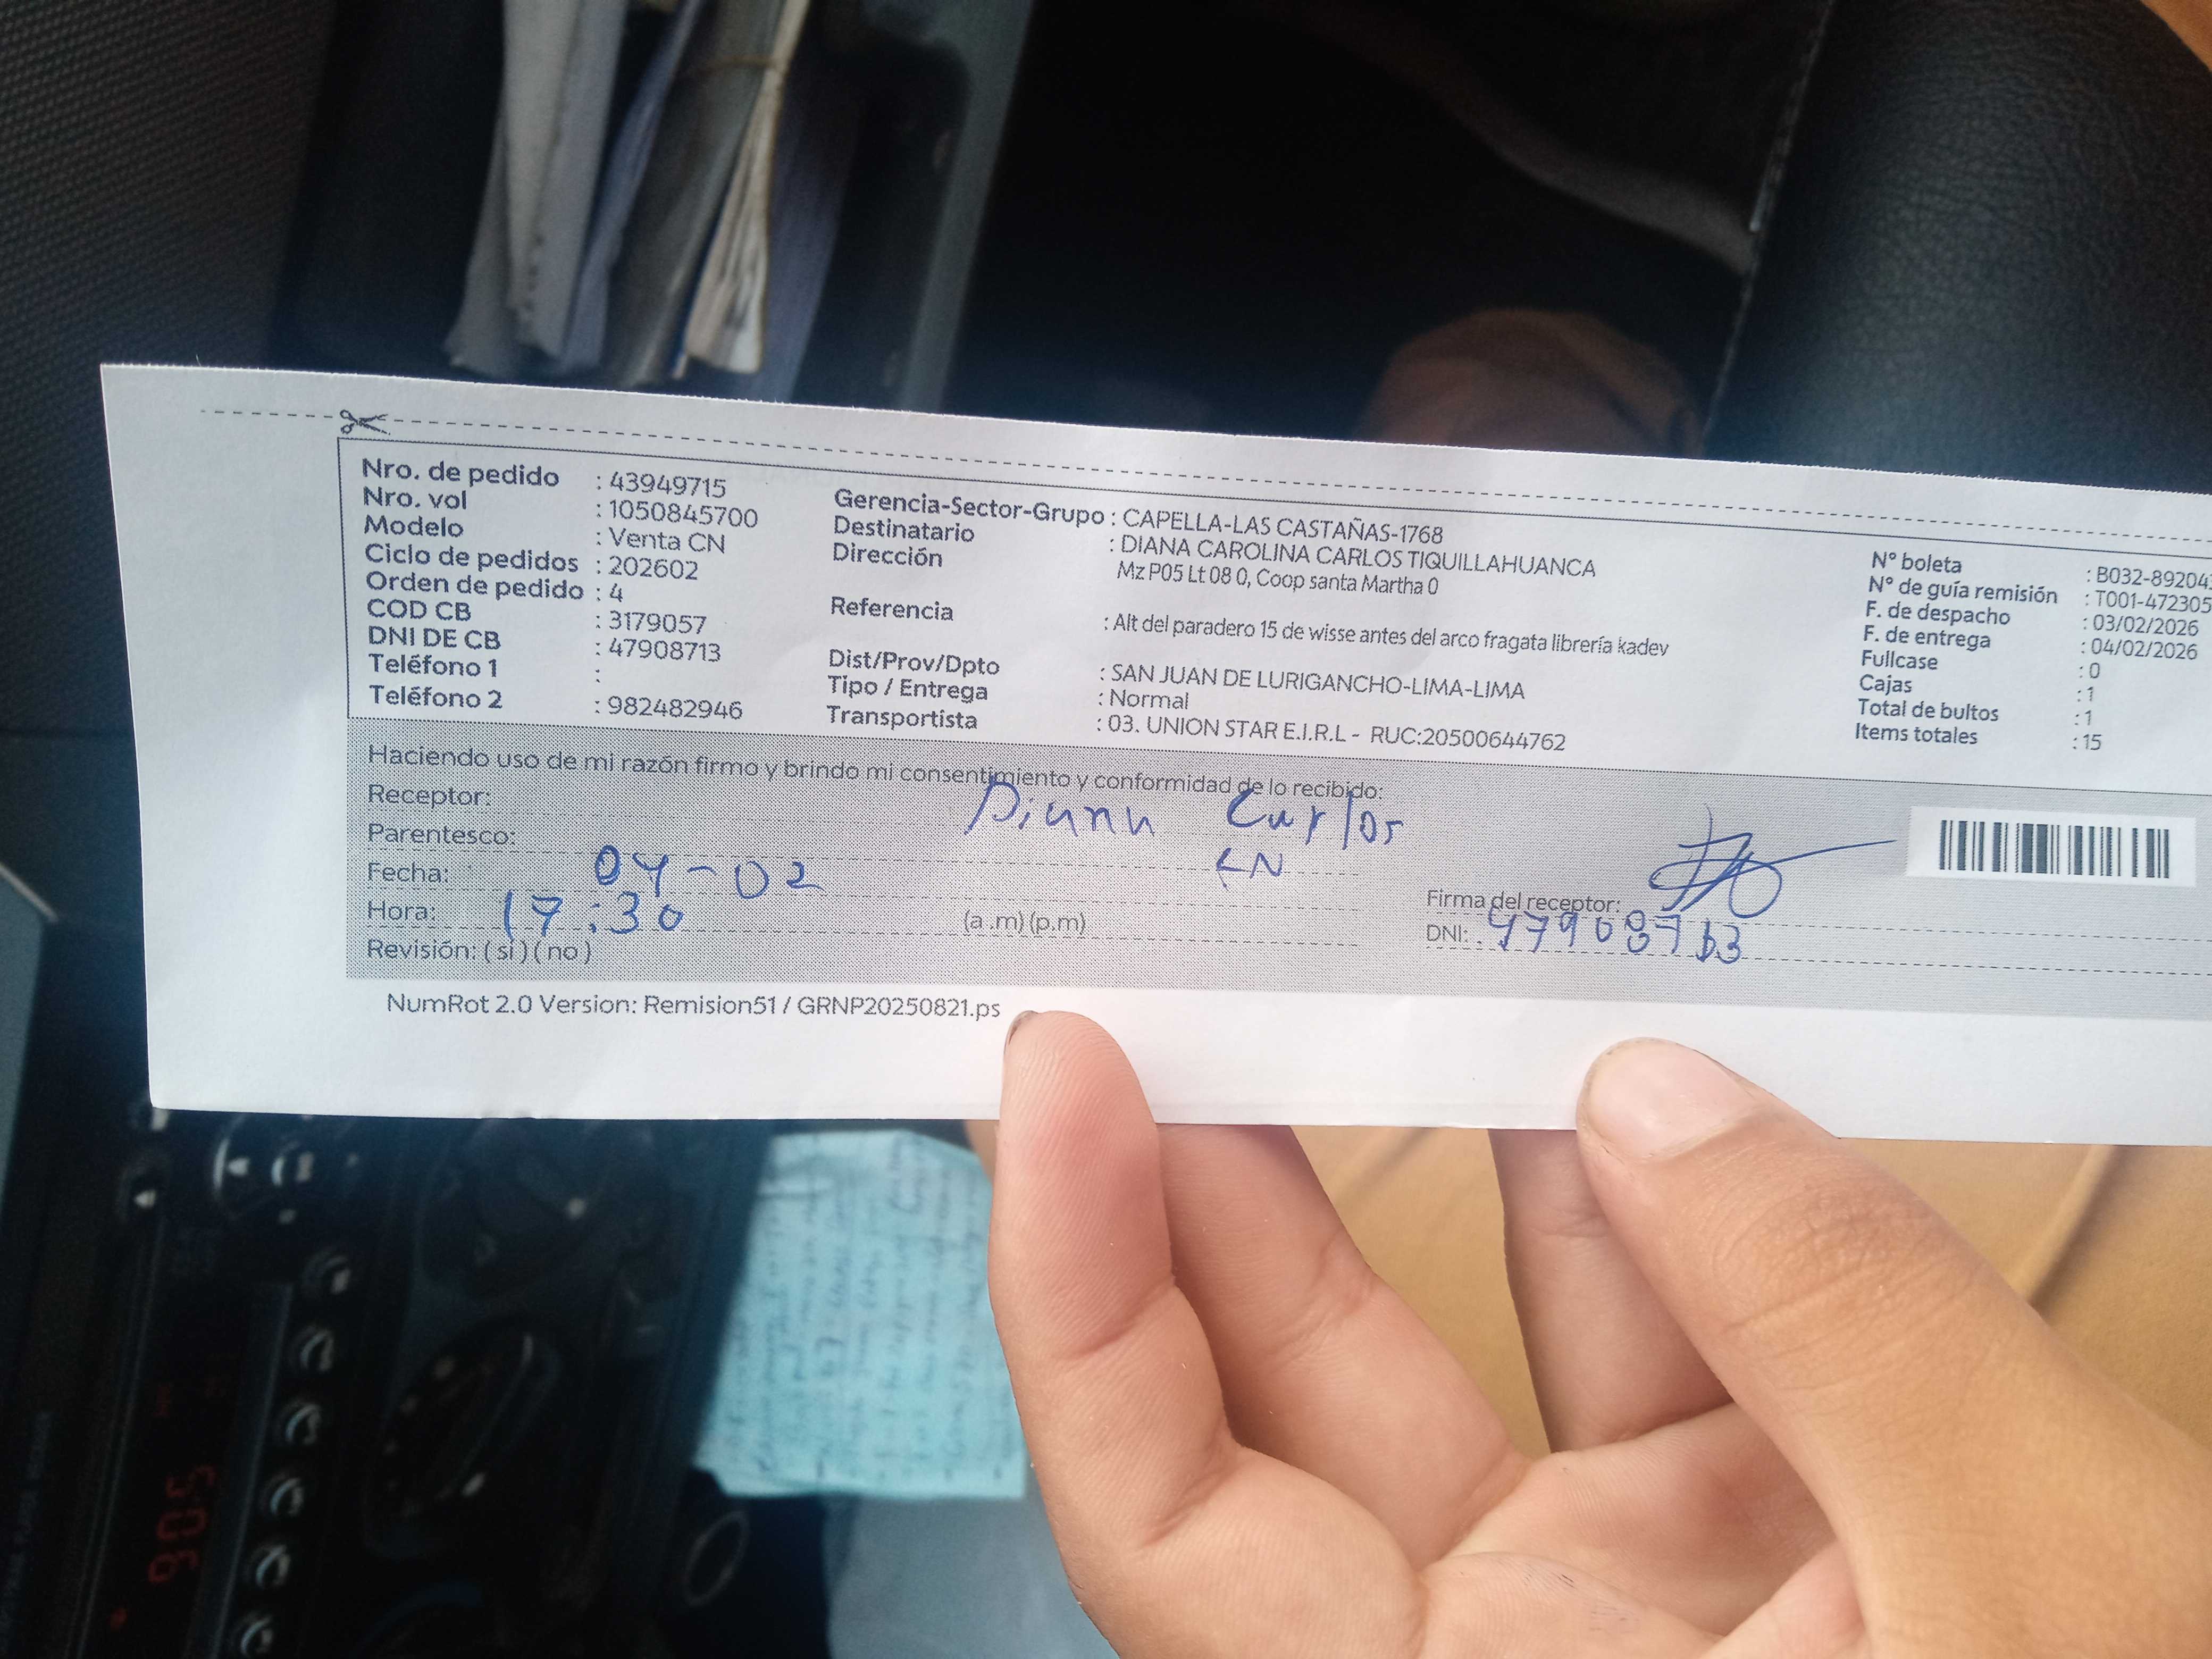 Nro. de pedido : 43949715
Nro. vol : 1050845700
Modelo : Venta CN
Ciclo de pedidos : 202602
Orden de pedido : 4
COD CB : 3179057
DNI DE CB : 47908713
Teléfono 1 :
Teléfono 2 : 982482946
Gerencia-Sector-Grupo : CAPELLA-LAS CASTAÑAS-1768
Destinatario : DIANA CAROLINA CARLOS TIQUILLAHUANCA
Dirección Mz P05 Lt 08 0, Coop santa Martha 0
Referencia : Alt del paradero 15 de wisse antes del arco fragata librería kadev
Dist/Prov/Dpto : SAN JUAN DE LURIGANCHO-LIMA-LIMA
Tipo / Entrega : Normal
Transportista : 03. UNION STAR E.I.R.L - RUC:20500644762
N° boleta : B032-89204
N° de guía remisión : T001-472305
F. de despacho : 03/02/2026
F. de entrega : 04/02/2026
Fullcase : 0
Cajas : 1
Total de bultos : 1
Items totales : 15
Haciendo uso de mi razón firmo y brindo mi consentimiento y conformidad de lo recibido:
Receptor: Diana Carlos
Parentesco: CN
Fecha: 04-02
Hora: 17:30 (a .m) (p.m)
Revisión: ( si ) ( no )
Firma del receptor:
DNI: 47908713
NumRot 2.0 Version: Remision51 / GRNP20250821.ps
905